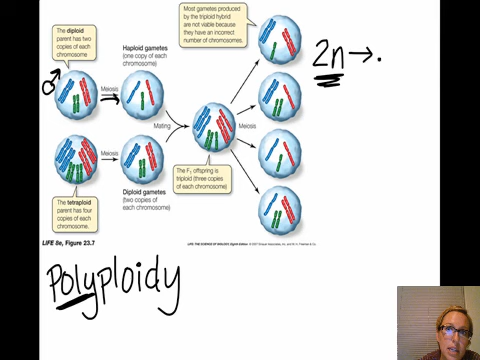 The diploid
parent has two
copies of each
chromosome
Haploid gametes
(one copy of each
chromosome)
Most gametes produced
by the triploid hybrid
are not viable because
they have an incorrect
number of chromosomes.
2n→.
Meiosis
Mating
Meiosis
Meiosis
Diploid gametes
(two copies of
each chromosome)
The F1 offspring is
triploid (three copies
of each chromosome)
The tetraploid
parent has four
copies of each
chromosome.
LIFE 8e, Figure 23.7
Polyploidy